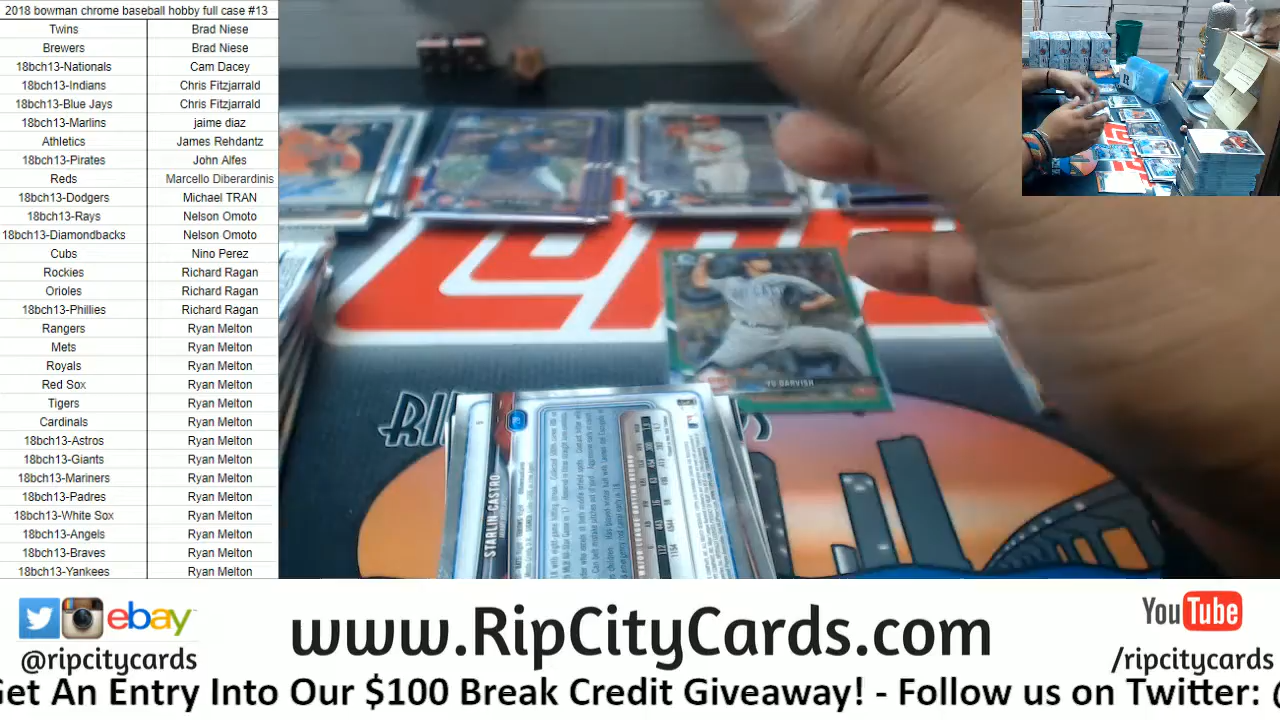 2018 bowman chrome baseball hobby full case #13
Twins Brad Niese
Brewers Brad Niese
18bch13-Nationals Cam Dacey
18bch13-Indians Chris Fitzjarrald
18bch13-Blue Jays Chris Fitzjarrald
18bch13-Marlins jaime diaz
Athletics James Rehdantz
18bch13-Pirates John Alfes
Reds Marcello Diberardinis
18bch13-Dodgers Michael TRAN
18bch13-Rays Nelson Omoto
18bch13-Diamondbacks Nelson Omoto
Cubs Nino Perez
Rockies Richard Ragan
Orioles Richard Ragan
18bch13-Phillies Richard Ragan
Rangers Ryan Melton
Mets Ryan Melton
Royals Ryan Melton
Red Sox Ryan Melton
Tigers Ryan Melton
Cardinals Ryan Melton
18bch13-Astros Ryan Melton
18bch13-Giants Ryan Melton
18bch13-Mariners Ryan Melton
18bch13-Padres Ryan Melton
18bch13-White Sox Ryan Melton
18bch13-Angels Ryan Melton
18bch13-Braves Ryan Melton
18bch13-Yankees Ryan Melton
YU DARVISH
STARLIN CASTRO
ebay
@ripcitycards
www.RipCityCards.com
YouTube
/ripcitycards
Get An Entry Into Our $100 Break Credit Giveaway! - Follow us on Twitter: